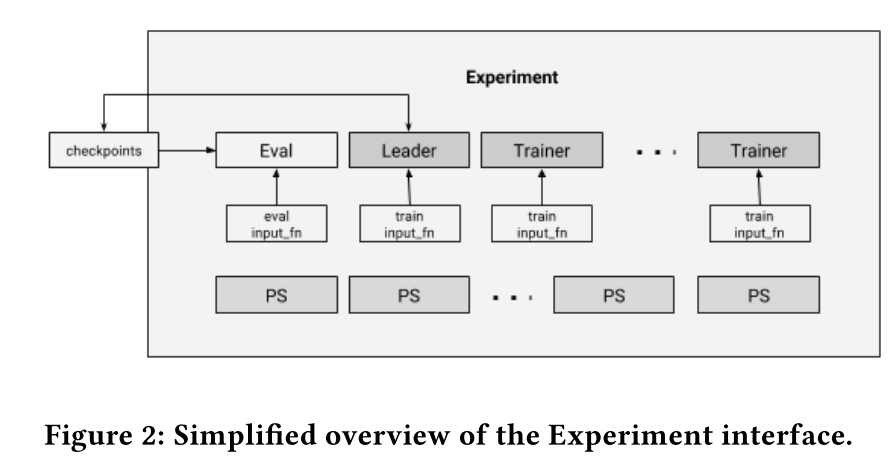 Experiment
checkpoints
Eval
Leader
Trainer
. . .
Trainer
eval
input_fn
train
input_fn
train
input_fn
train
input_fn
PS
PS
. . .
PS
PS
Figure 2: Simplified overview of the Experiment interface.